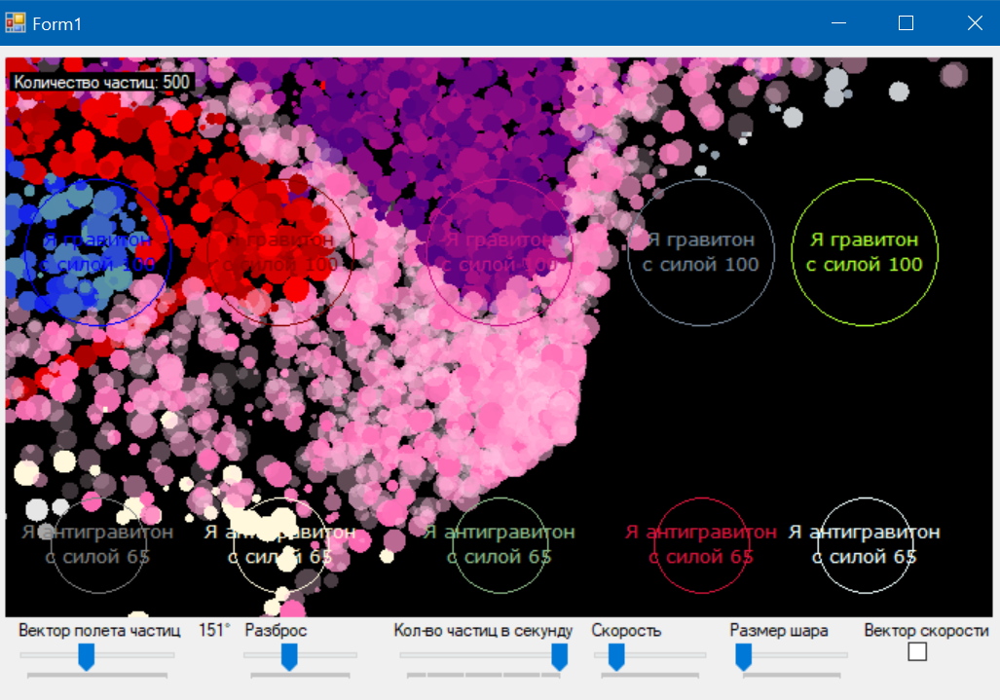 Form1
Количество частиц: 500
Я гравитон Я гравитон Я гравитон Я гравитон Я гравитон
с силой 100 с силой 100 с силой с силой 100 с силой 100
Я антигравитон Я антигравитон Я антигравитон Я антигравитон Я антигравитон
с силой 65 с силой 65 с силой 65 с силой 65 с силой 65
Вектор полета частиц 151° Разброс Кол-во частиц в секунду Скорость Размер шара Вектор скорости